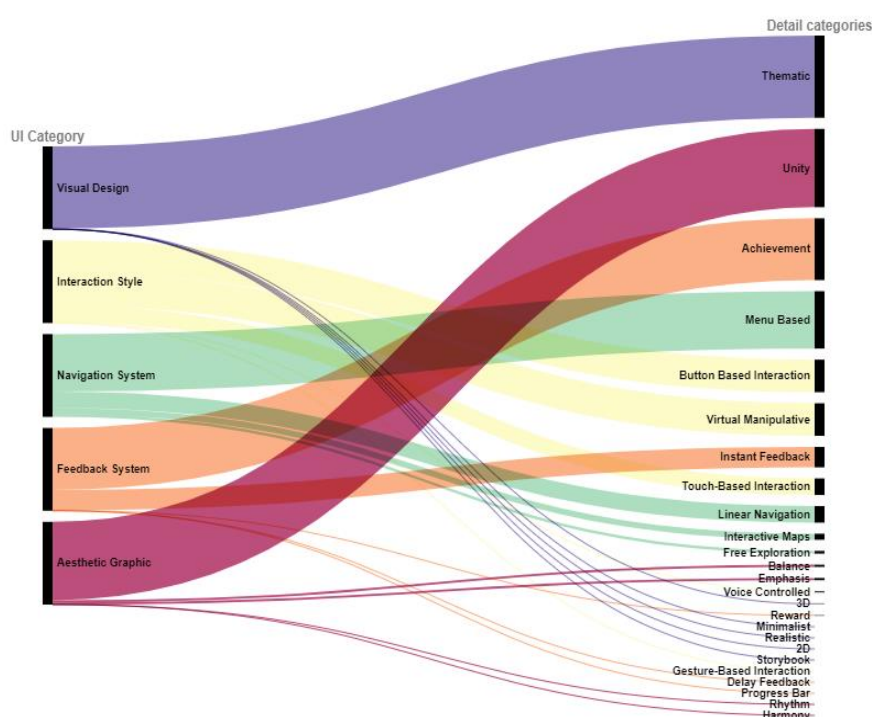 Detail categories
Thematic
UI Category
Unity
Visual Design
Achievement
Interaction Style
Menu Based
Navigation System
Button Based Interaction
Virtual Manipulative
Instant Feedback
Feedback System
Touch-Based Interaction
Linear Navigation
Interactive Maps
Free Exploration
Aesthetic Graphic
Balance
Emphasis
Voice Controlled
3D
Reward
Minimalist
Realistic
2D
Storybook
Gesture-Based Interaction
Delay Feedback
Progress Bar
Rhythm
Harmony